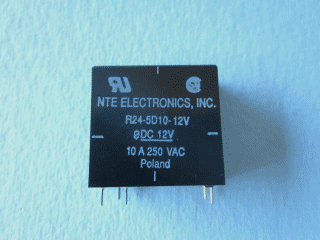 NTE ELECTRONICS, INC.
R24-5D10-12V
DC 12V
10 A 250 VAC
Poland